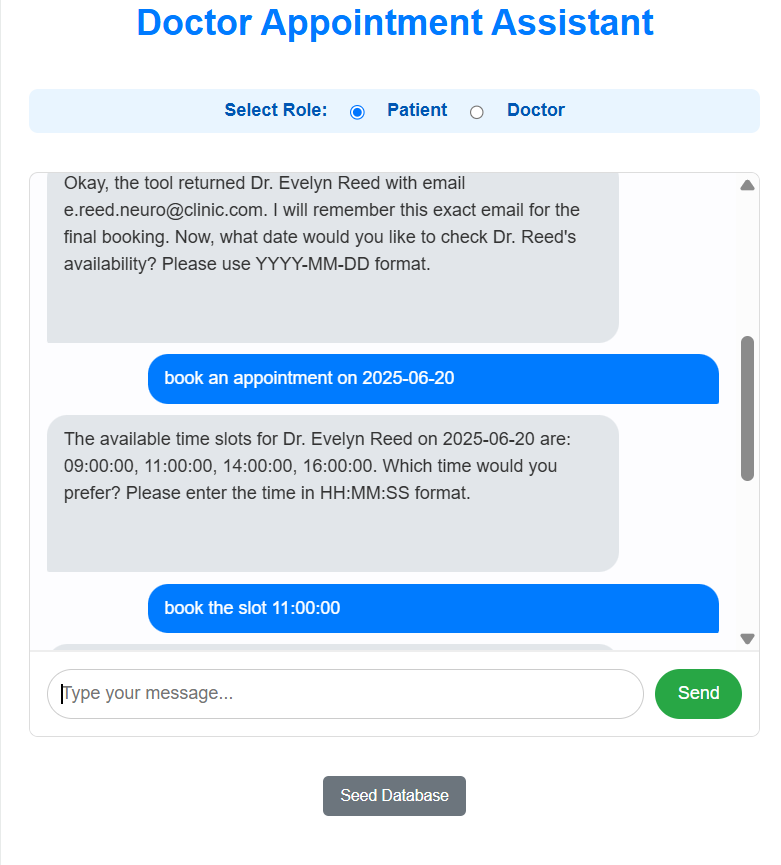 Doctor Appointment Assistant
Select Role: Patient Doctor
Okay, the tool returned Dr. Evelyn Reed with email
e.reed.neuro@clinic.com. I will remember this exact email for the
final booking. Now, what date would you like to check Dr. Reed's
availability? Please use YYYY-MM-DD format.
book an appointment on 2025-06-20
The available time slots for Dr. Evelyn Reed on 2025-06-20 are:
09:00:00, 11:00:00, 14:00:00, 16:00:00. Which time would you
prefer? Please enter the time in HH:MM:SS format.
book the slot 11:00:00
Type your message...
Send
Seed Database